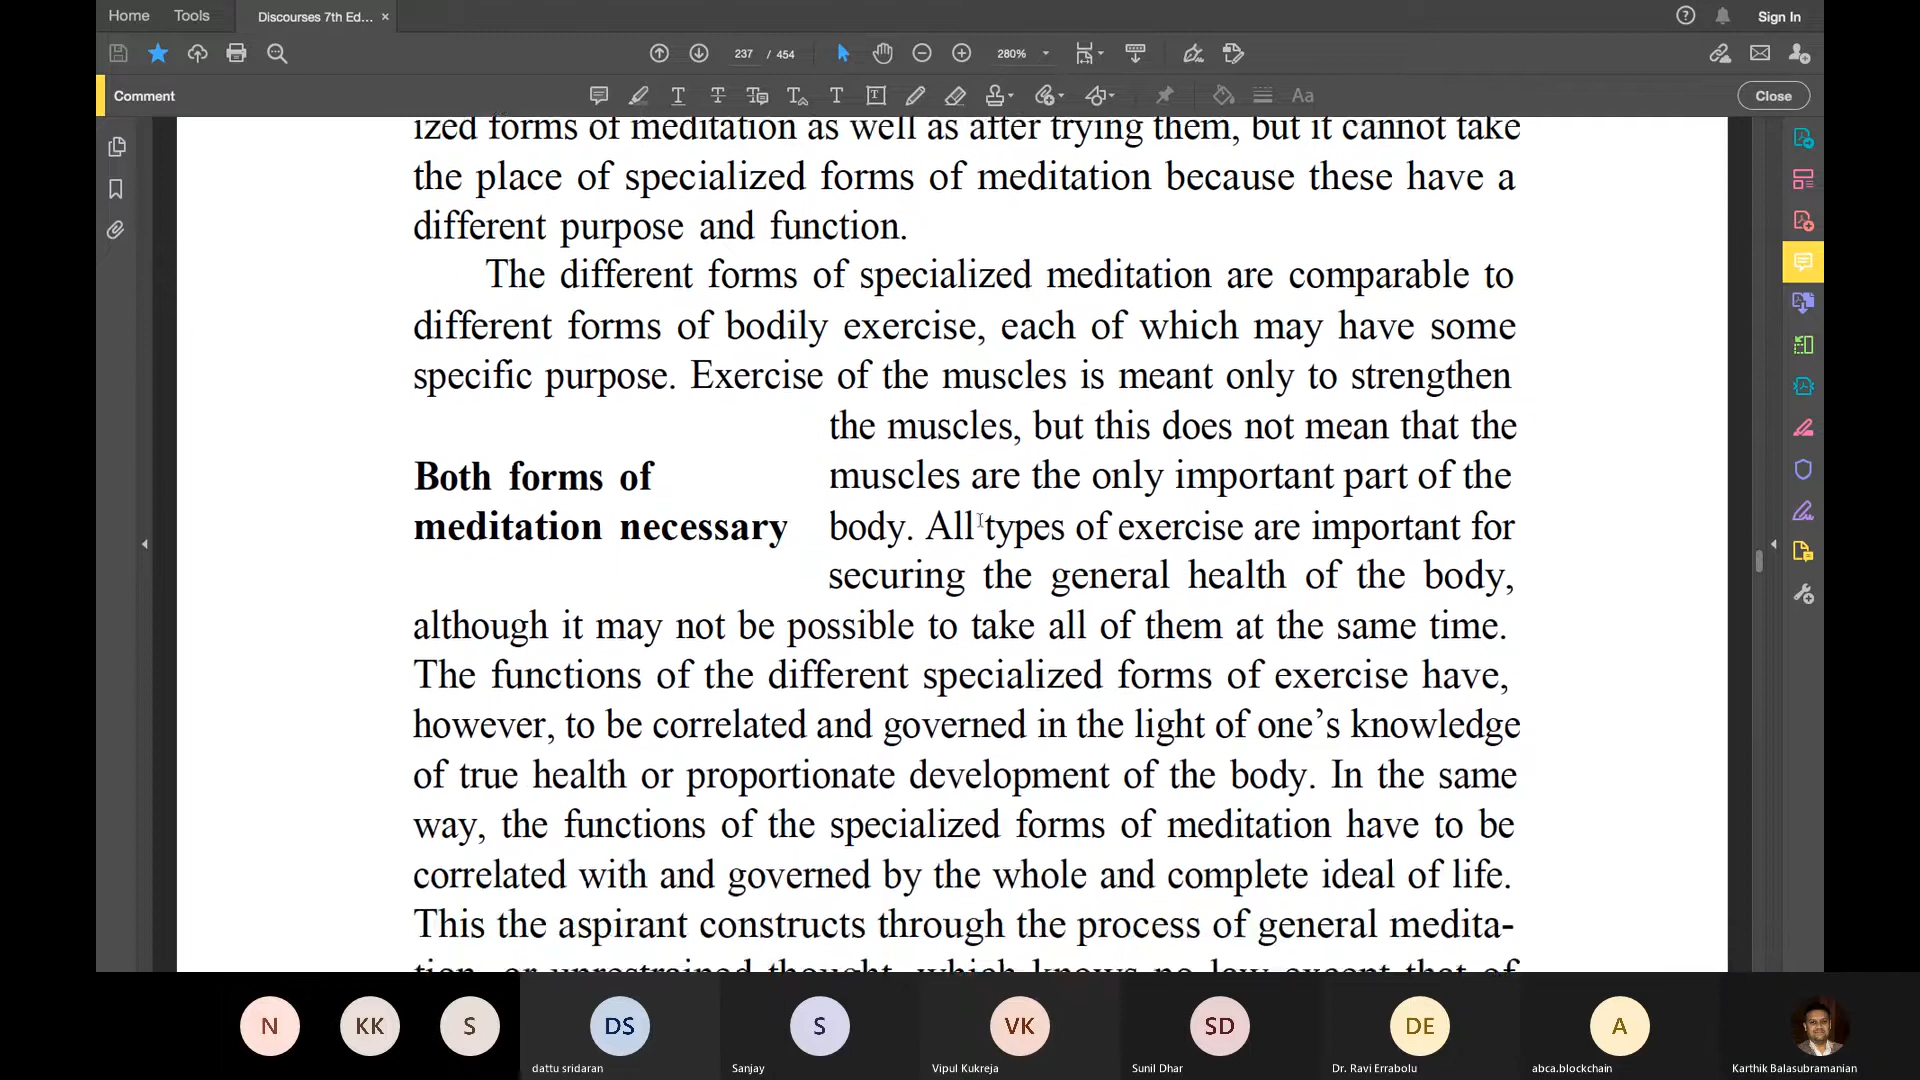 Home Tools Discourses 7th Ed... × Sign In
237 / 454 280%
Comment Close
ized forms of meditation as well as after trying them, but it cannot take
the place of specialized forms of meditation because these have a
different purpose and function.
The different forms of specialized meditation are comparable to
different forms of bodily exercise, each of which may have some
specific purpose. Exercise of the muscles is meant only to strengthen
the muscles, but this does not mean that the
muscles are the only important part of the
body. All types of exercise are important for
securing the general health of the body,
Both forms of
meditation necessary
although it may not be possible to take all of them at the same time.
The functions of the different specialized forms of exercise have,
however, to be correlated and governed in the light of one’s knowledge
of true health or proportionate development of the body. In the same
way, the functions of the specialized forms of meditation have to be
correlated with and governed by the whole and complete ideal of life.
This the aspirant constructs through the process of general medita-
tion, or unrestrained thought, which knows no law except that of
N KK S DS S VK SD DE A
dattu sridaran Sanjay Vipul Kukreja Sunil Dhar Dr. Ravi Errabolu abca.blockchain Karthik Balasubramanian